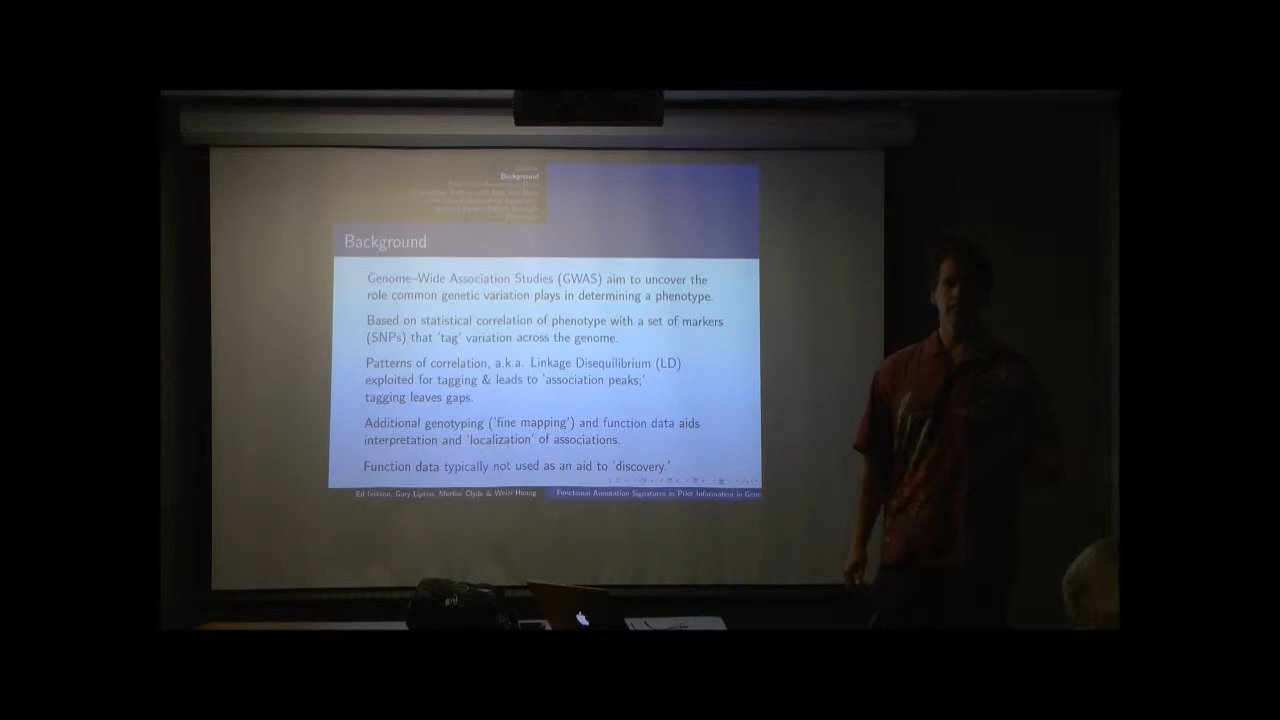 Background
Background
Genome–Wide Association Studies (GWAS) aim to uncover the
role common genetic variation plays in determining a phenotype.
Based on statistical correlation of phenotype with a set of markers
(SNPs) that 'tag' variation across the genome.
Patterns of correlation, a.k.a. Linkage Disequilibrium (LD)
exploited for tagging & leads to 'association peaks;'
tagging leaves gaps.
Additional genotyping ('fine mapping') and function data aids
interpretation and 'localization' of associations.
Function data typically not used as an aid to 'discovery.'
Ed Iversen, Gary Lipton, Merlise Clyde & Weizi Huang
Functional Annotation Signatures as Prior Information in Gene